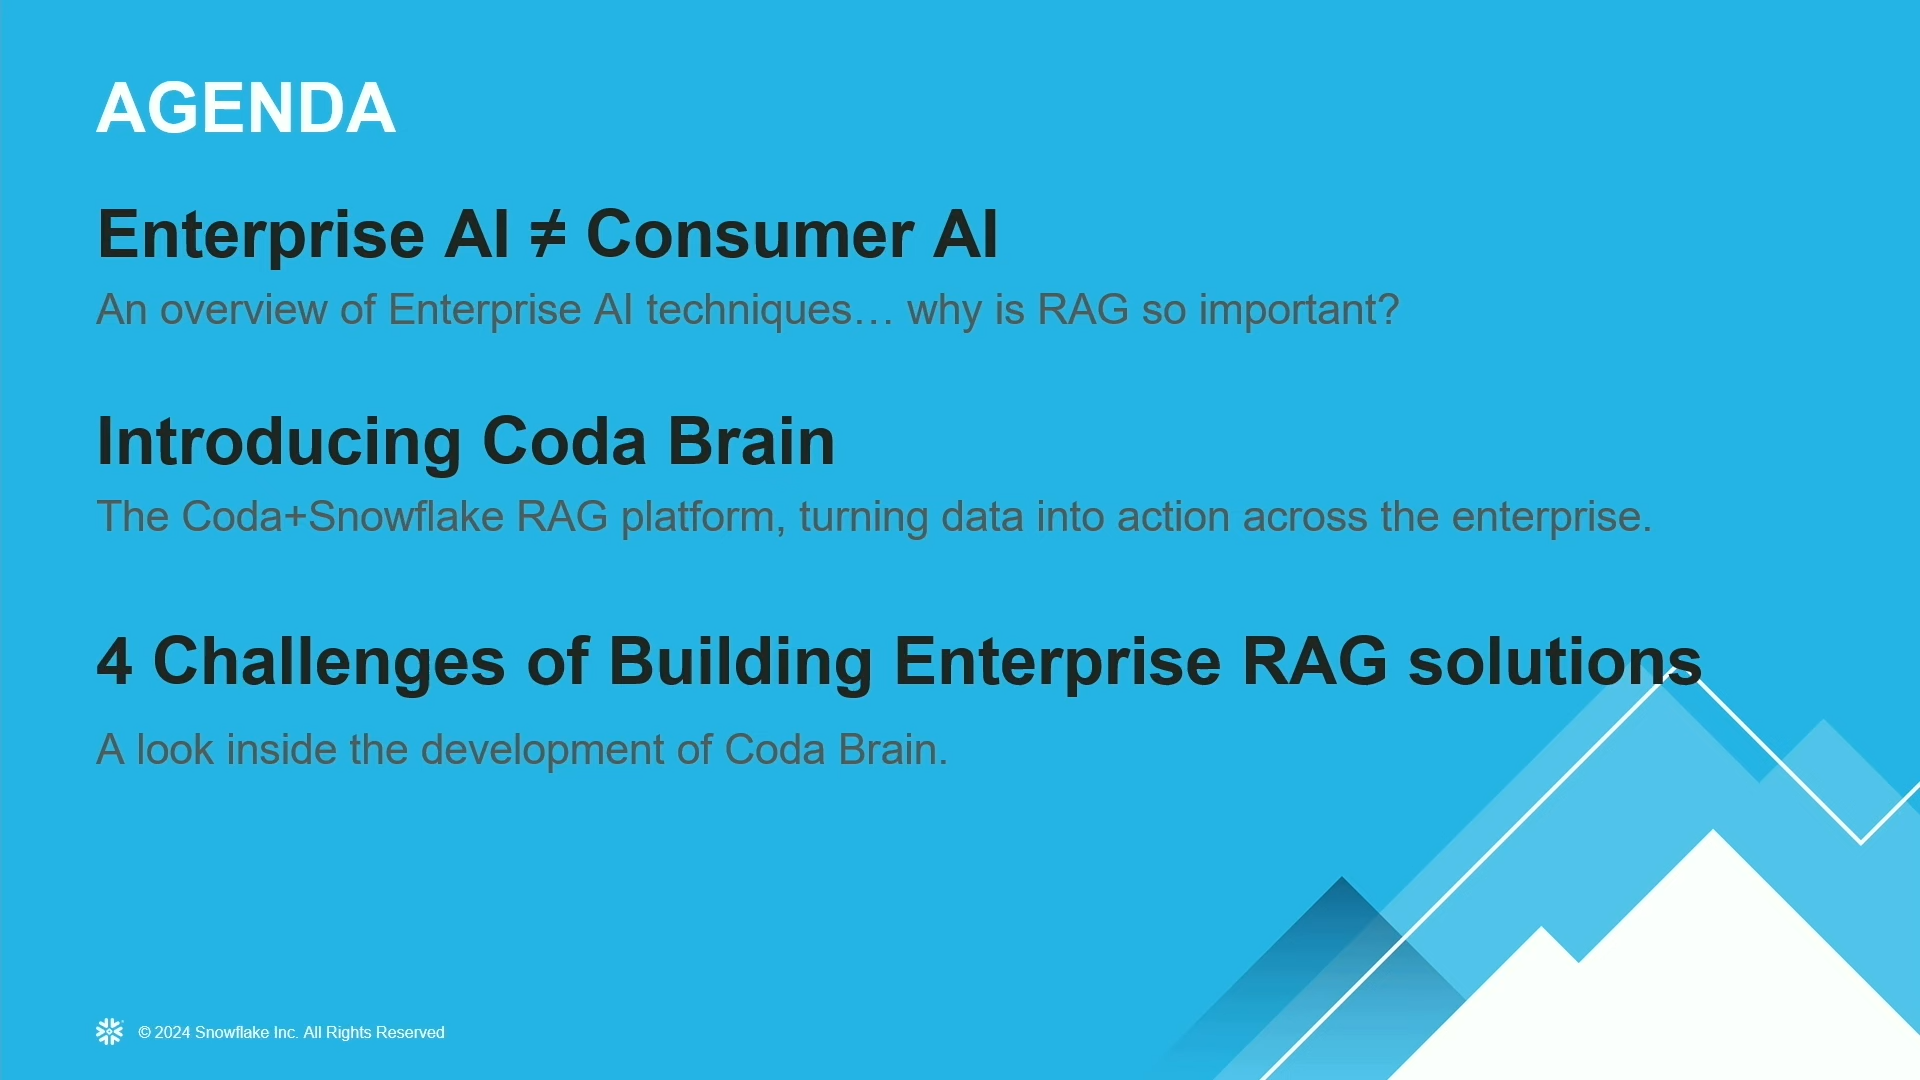 AGENDA
Enterprise AI ≠ Consumer AI
An overview of Enterprise AI techniques… why is RAG so important?
Introducing Coda Brain
The Coda+Snowflake RAG platform, turning data into action across the enterprise.
4 Challenges of Building Enterprise RAG solutions
A look inside the development of Coda Brain.
© 2024 Snowflake Inc. All Rights Reserved